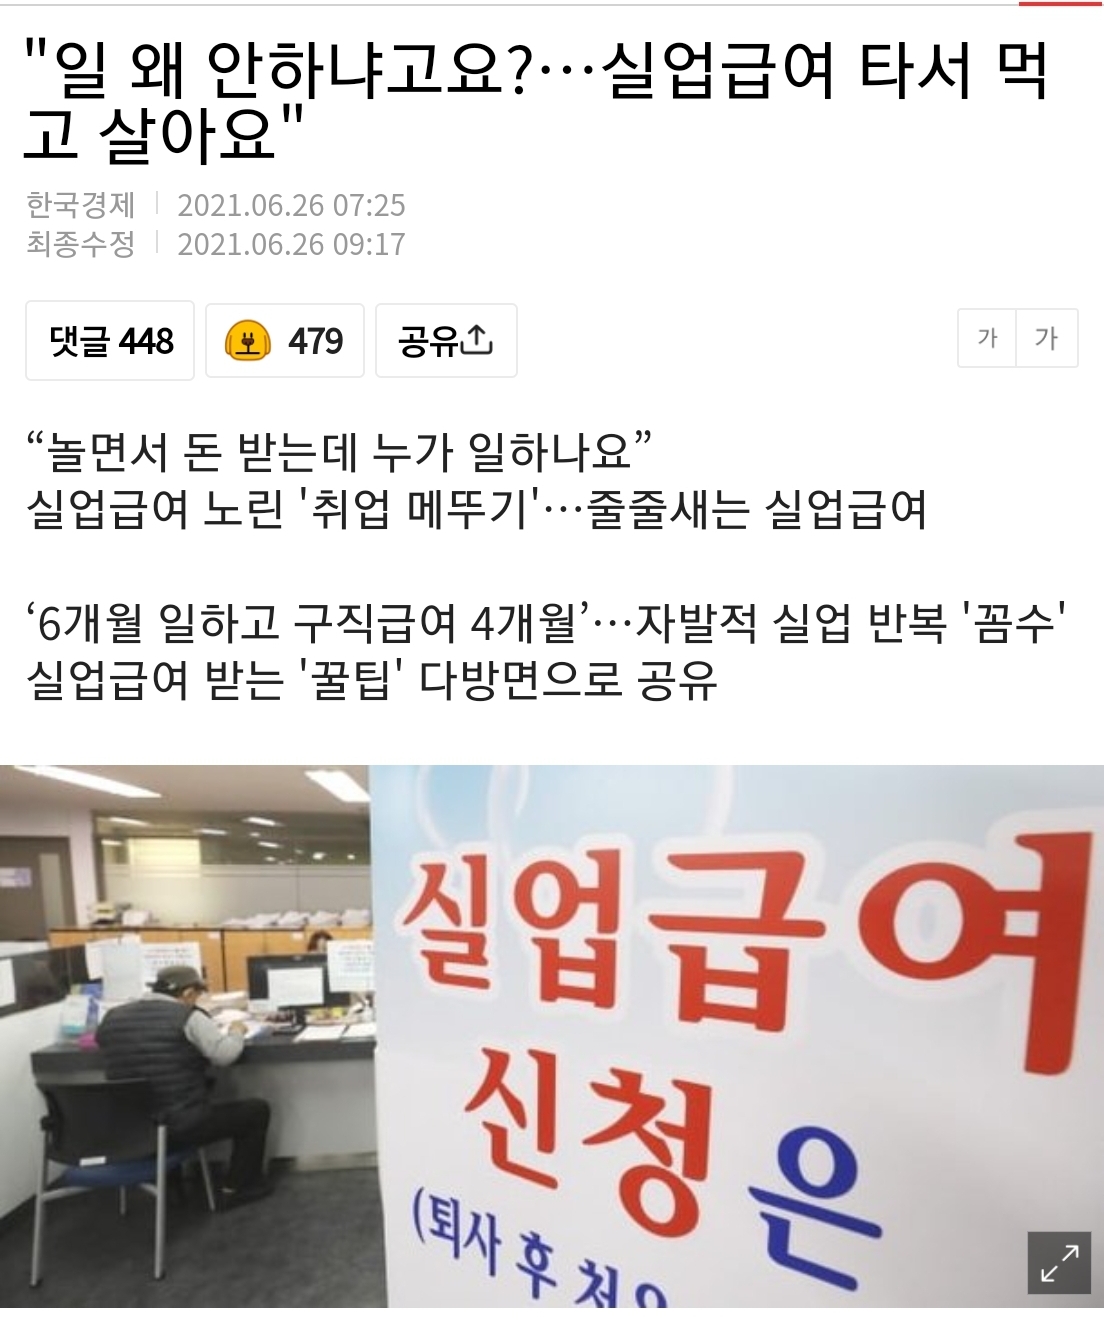 "일 왜 안하냐고요?…실업급여 타서 먹
고 살아요"
한국경제 | 2021.06.26 07:25
최종수정 | 2021.06.26 09:17
댓글 448
479
공유
가 가
“놀면서 돈 받는데 누가 일하나요”
실업급여 노린 '취업 메뚜기'…줄줄새는 실업급여
‘6개월 일하고 구직급여 4개월’…자발적 실업 반복 '꼼수'
실업급여 받는 '꿀팁' 다방면으로 공유
실업급여
신청은
(퇴사 후 처음